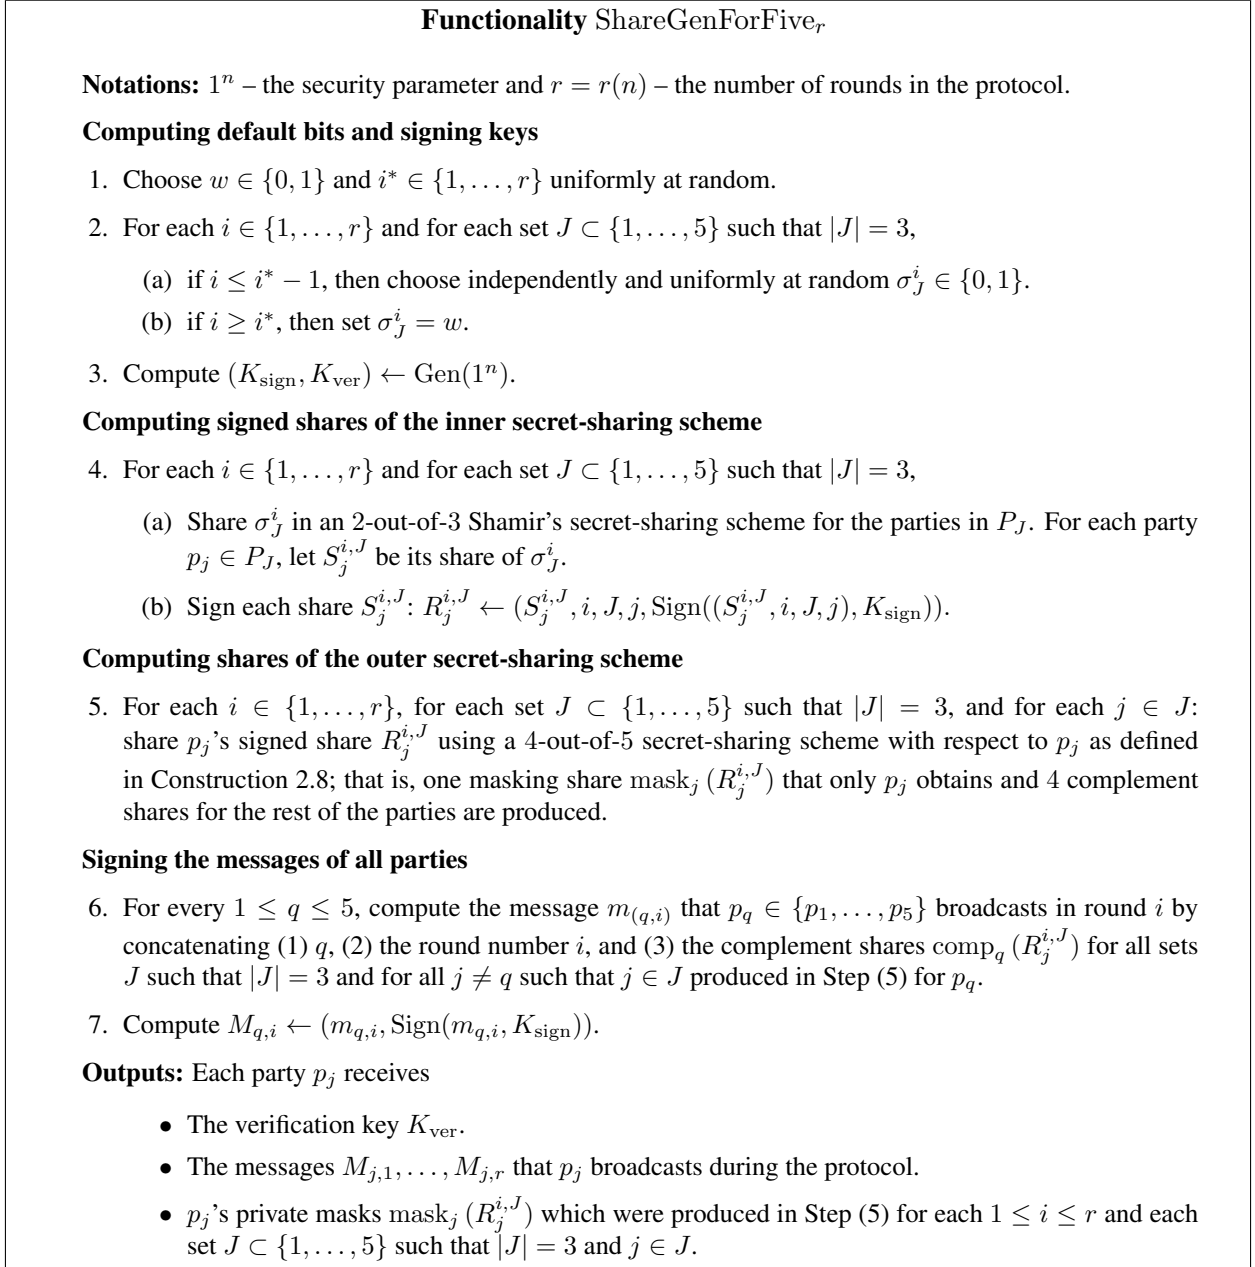 Functionality ShareGenForFive_r
Notations: 1^n – the security parameter and r = r(n) – the number of rounds in the protocol.
Computing default bits and signing keys
1. Choose w ∈ {0, 1} and i* ∈ {1, . . . , r} uniformly at random.
2. For each i ∈ {1, . . . , r} and for each set J ⊂ {1, . . . , 5} such that |J| = 3,
(a) if i ≤ i* − 1, then choose independently and uniformly at random σ_J^i ∈ {0, 1}.
(b) if i ≥ i*, then set σ_J^i = w.
3. Compute (K_sign, K_ver) ← Gen(1^n).
Computing signed shares of the inner secret-sharing scheme
4. For each i ∈ {1, . . . , r} and for each set J ⊂ {1, . . . , 5} such that |J| = 3,
(a) Share σ_J^i in an 2-out-of-3 Shamir's secret-sharing scheme for the parties in P_J. For each party
p_j ∈ P_J, let S_j^{i,J} be its share of σ_J^i.
(b) Sign each share S_j^{i,J}: R_j^{i,J} ← (S_j^{i,J}, i, J, j, Sign((S_j^{i,J}, i, J, j), K_sign)).
Computing shares of the outer secret-sharing scheme
5. For each i ∈ {1, . . . , r}, for each set J ⊂ {1, . . . , 5} such that |J| = 3, and for each j ∈ J:
share p_j's signed share R_j^{i,J} using a 4-out-of-5 secret-sharing scheme with respect to p_j as defined
in Construction 2.8; that is, one masking share mask_j (R_j^{i,J}) that only p_j obtains and 4 complement
shares for the rest of the parties are produced.
Signing the messages of all parties
6. For every 1 ≤ q ≤ 5, compute the message m_{(q,i)} that p_q ∈ {p_1, . . . , p_5} broadcasts in round i by
concatenating (1) q, (2) the round number i, and (3) the complement shares comp_q (R_j^{i,J}) for all sets
J such that |J| = 3 and for all j ≠ q such that j ∈ J produced in Step (5) for p_q.
7. Compute M_{q,i} ← (m_{q,i}, Sign(m_{q,i}, K_sign)).
Outputs: Each party p_j receives
• The verification key K_ver.
• The messages M_{j,1}, . . . , M_{j,r} that p_j broadcasts during the protocol.
• p_j's private masks mask_j (R_j^{i,J}) which were produced in Step (5) for each 1 ≤ i ≤ r and each
set J ⊂ {1, . . . , 5} such that |J| = 3 and j ∈ J.